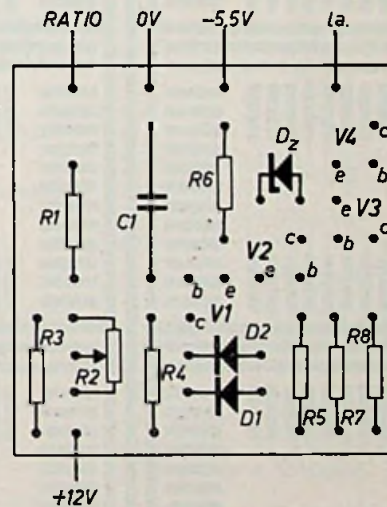 RATIO 0V -5,5V la.
c
Dz V4
R6 e b
R1 C1 e V3
V2 c b c
b e e b
V1
c
R3 D2 R8
R2 R4
D1 R5 R7
+12V